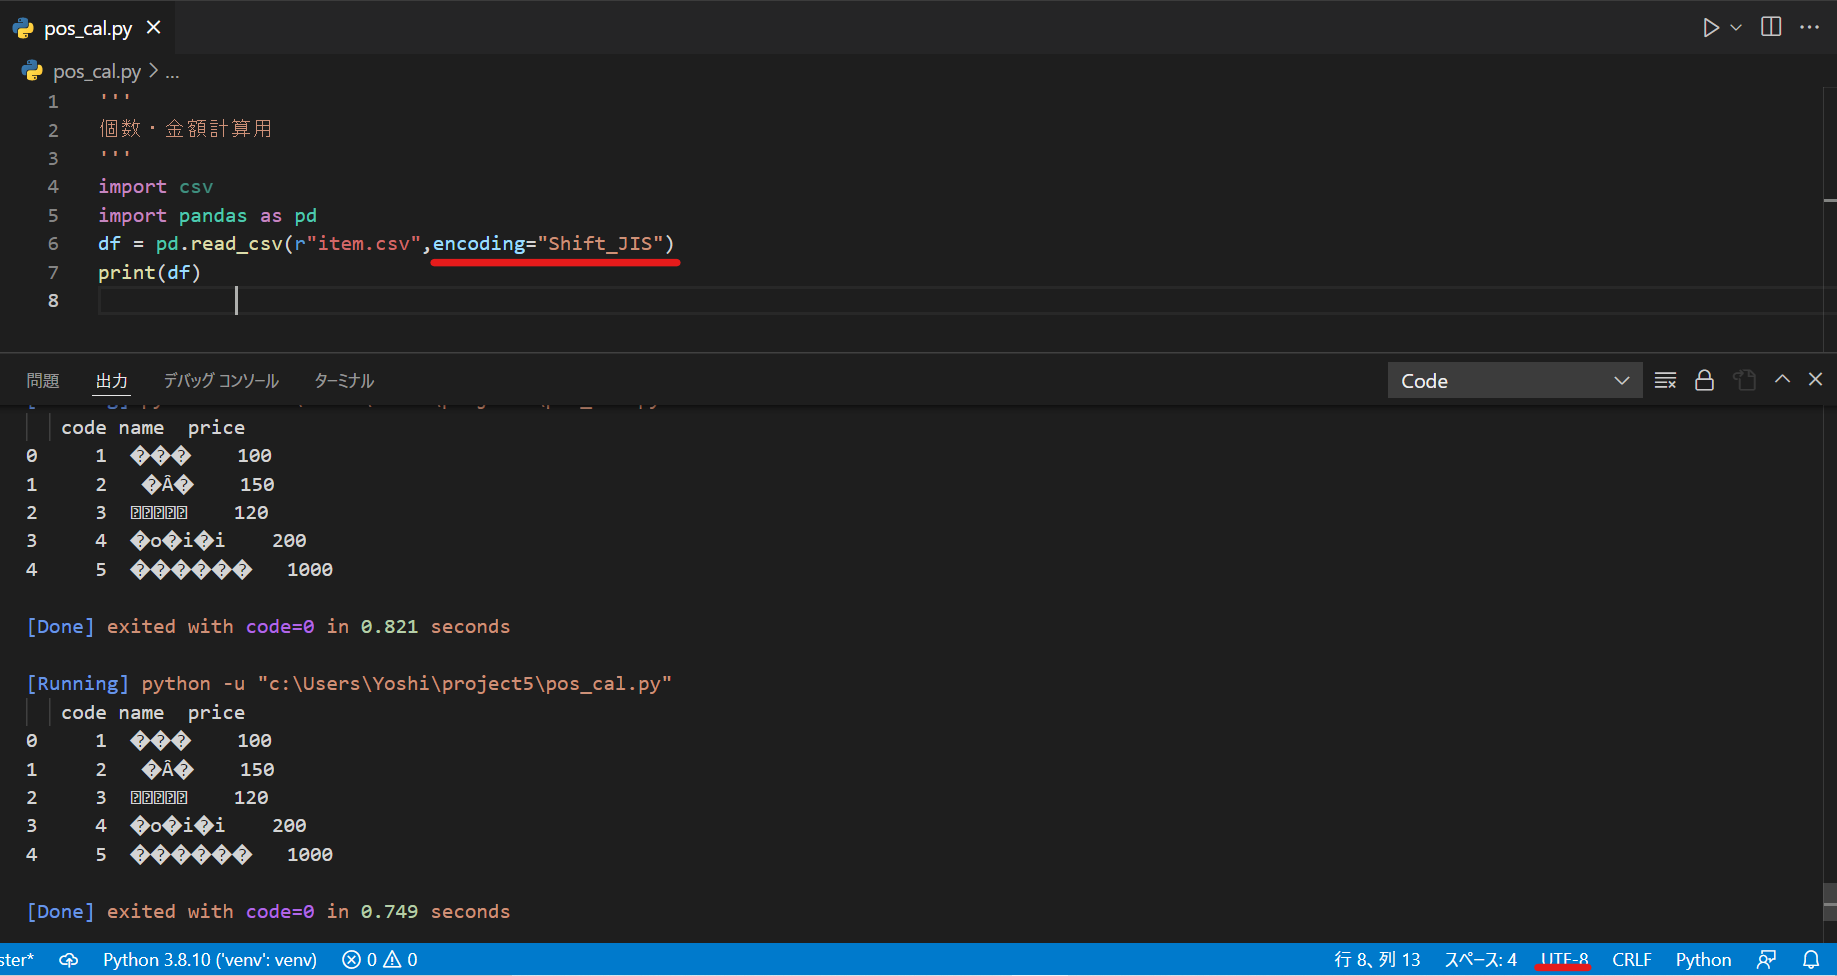 pos_cal.py
pos_cal.py > ...
1 '''
2 個数・金額計算用
3 '''
4 import csv
5 import pandas as pd
6 df = pd.read_csv(r"item.csv",encoding="Shift_JIS")
7 print(df)
8
問題 出力 デバッグ コンソール ターミナル Code
code name price
0 1 ��� 100
1 2 �Â� 150
2 3 120
3 4 �o�i�i 200
4 5 ������ 1000
[Done] exited with code=0 in 0.821 seconds
[Running] python -u "c:\Users\Yoshi\project5\pos_cal.py"
code name price
0 1 ��� 100
1 2 �Â� 150
2 3 120
3 4 �o�i�i 200
4 5 ������ 1000
[Done] exited with code=0 in 0.749 seconds
ster* Python 3.8.10 ('venv': venv) 0 0 行 8、列 13 スペース: 4 UTF-8 CRLF Python